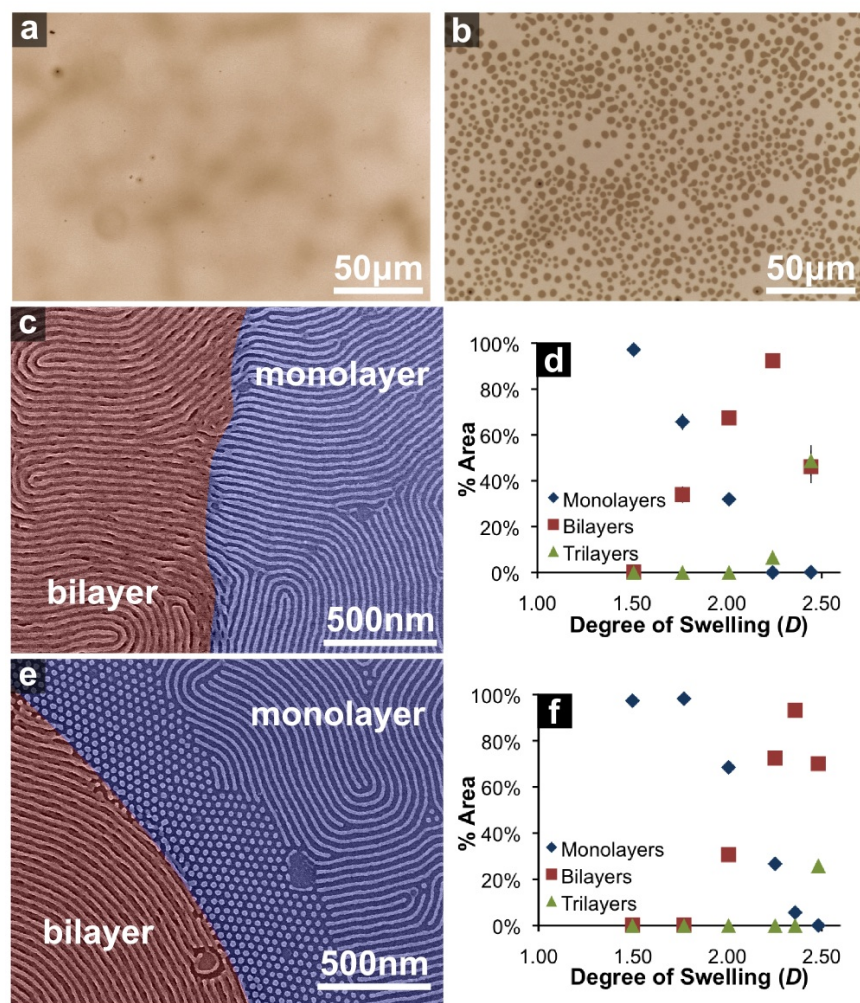 a
50µm
b
50µm
c
monolayer
bilayer
500nm
d
100%
80%
60%
40%
20%
0%
% Area
Monolayers
Bilayers
Trilayers
1.00 1.50 2.00 2.50
Degree of Swelling (D)
e
monolayer
bilayer
500nm
f
100%
80%
60%
40%
20%
0%
% Area
Monolayers
Bilayers
Trilayers
1.00 1.50 2.00 2.50
Degree of Swelling (D)